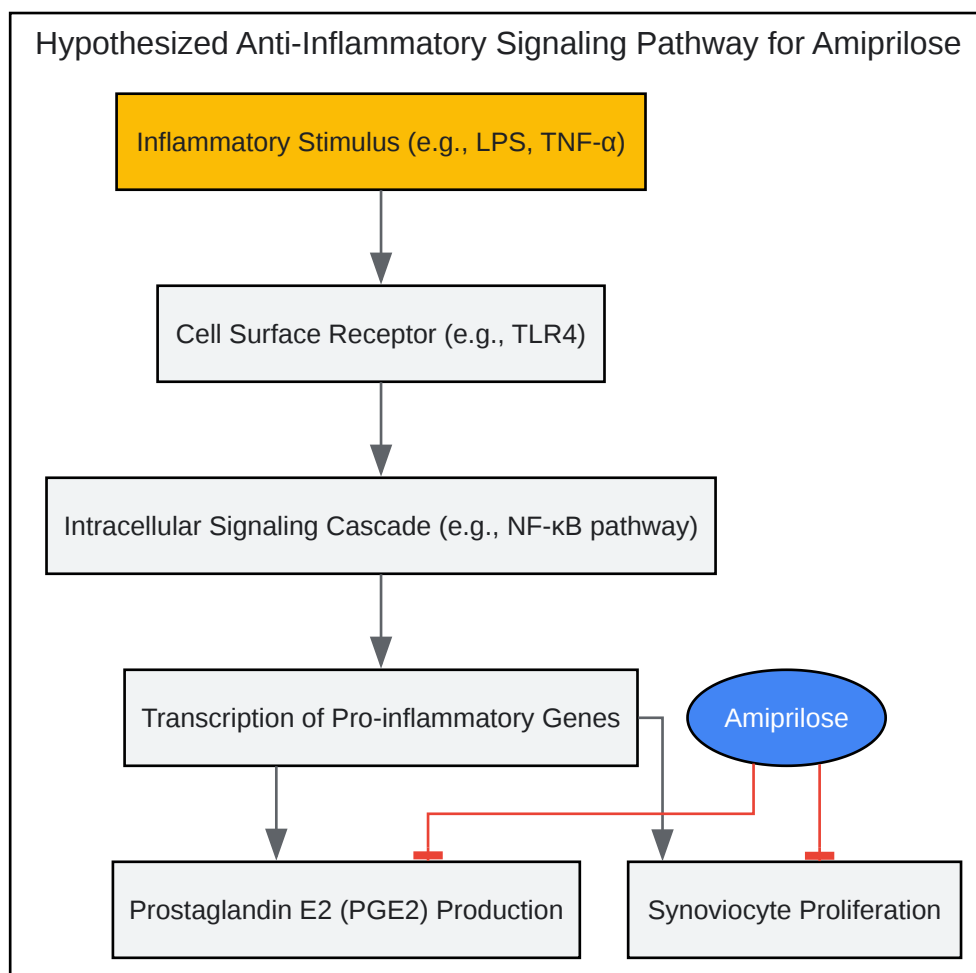 Hypothesized Anti-Inflammatory Signaling Pathway for Amiprilose
Inflammatory Stimulus (e.g., LPS, TNF-α)
Cell Surface Receptor (e.g., TLR4)
Intracellular Signaling Cascade (e.g., NF-κB pathway)
Transcription of Pro-inflammatory Genes
Amiprilose
Prostaglandin E2 (PGE2) Production
Synoviocyte Proliferation